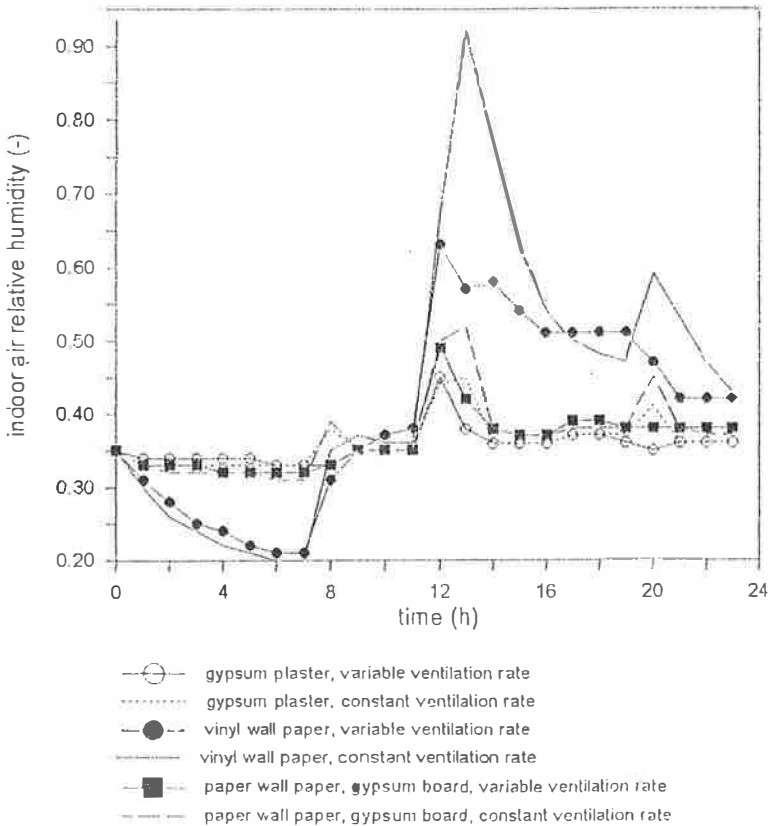 indoor air relative humidity (-)
0.90
0.80
0.70
0.60
0.50
0.40
0.30
0.20
0 4 8 12 16 20 24
time (h)
gypsum plaster, variable ventilation rate
gypsum plaster, constant ventilation rate
vinyl wall paper, variable ventilation rate
vinyl wall paper, constant ventilation rate
paper wall paper, gypsum board, variable ventilation rate
paper wall paper, gypsum board, constant ventilation rate